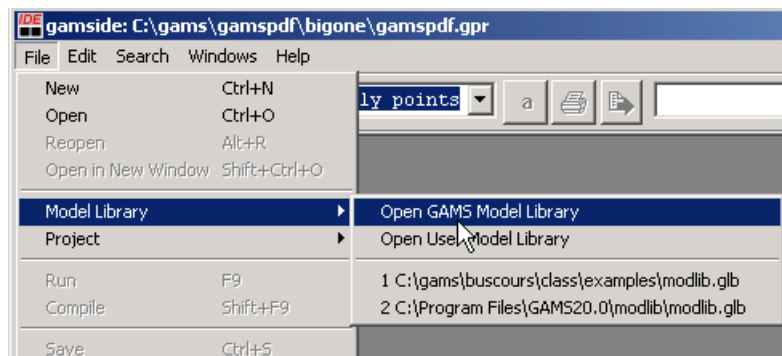 IDE gamside: C:\gams\gamspdf\bigone\gamspdf.gpr
File Edit Search Windows Help
New Ctrl+N
ly points a
Open Ctrl+O
Reopen Alt+R
Open in New Window Shift+Ctrl+O
Model Library Open GAMS Model Library
Project Open User Model Library
Run F9 1 C:\gams\buscours\class\examples\modlib.glb
Compile Shift+F9 2 C:\Program Files\GAMS20.0\modlib\modlib.glb
Save Ctrl+S